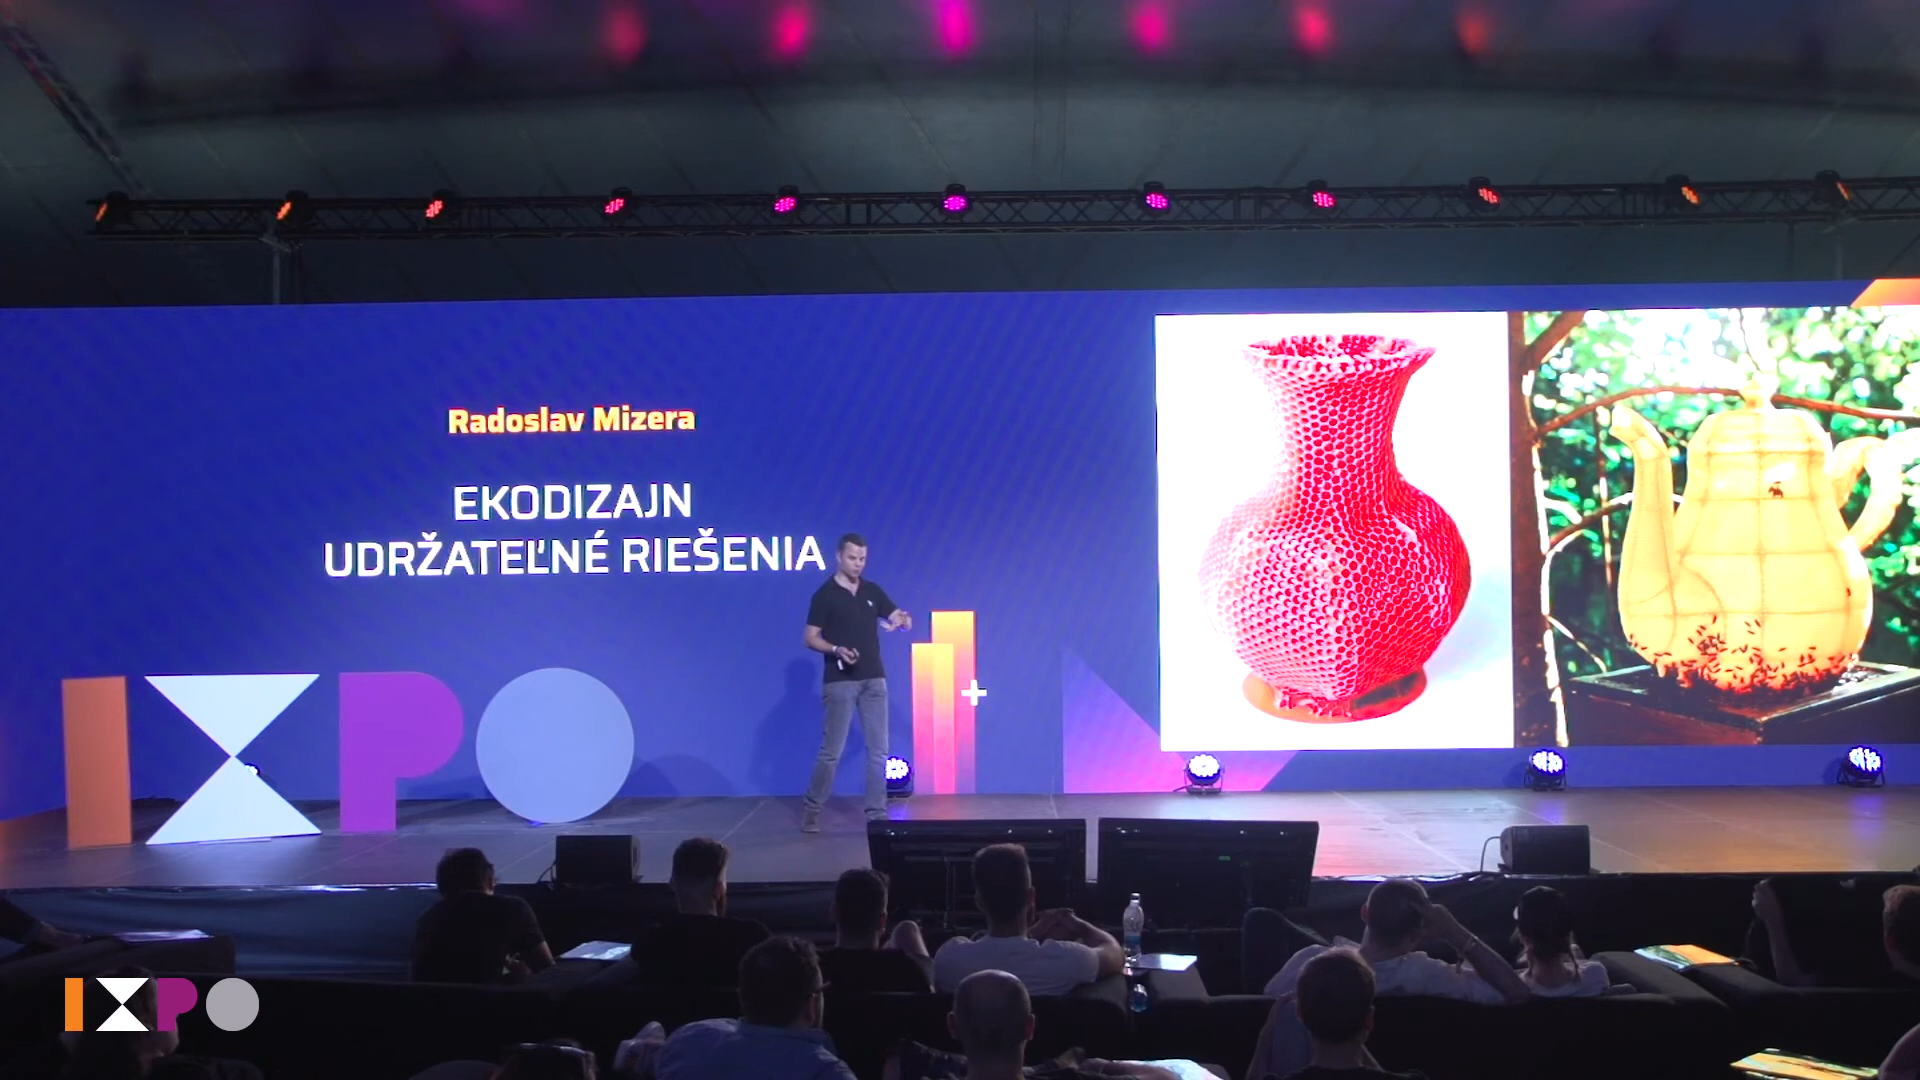 Radoslav Mizera
EKODIZAJN
UDRŽATEĽNÉ RIEŠENIA
IXPO
IXPO